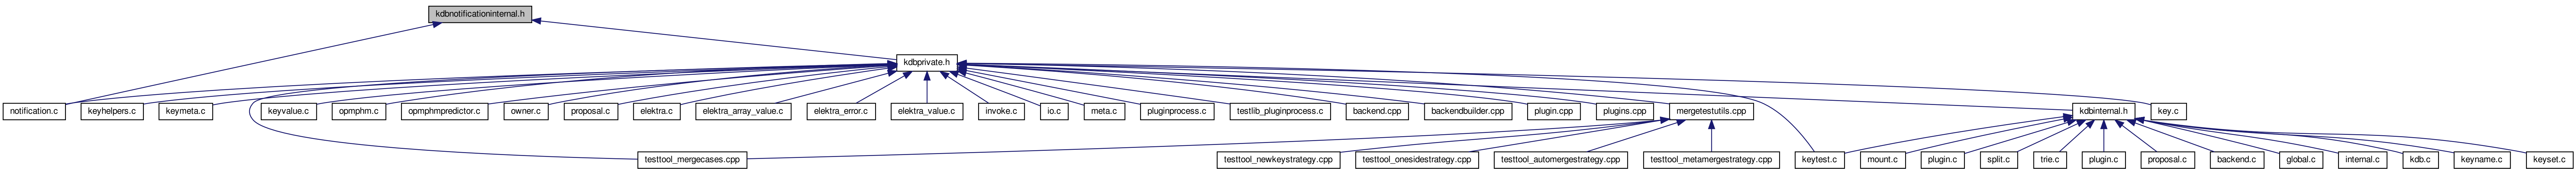 kdbnotificationinternal.h
kdbprivate.h
notification.c
keyhelpers.c
keymeta.c
keyvalue.c
opmphm.c
opmphmpredictor.c
owner.c
proposal.c
elektra.c
elektra_array_value.c
elektra_error.c
elektra_value.c
invoke.c
io.c
meta.c
pluginprocess.c
testlib_pluginprocess.c
backend.cpp
backendbuilder.cpp
plugin.cpp
plugins.cpp
mergetestutils.cpp
kdbinternal.h
key.c
testtool_mergecases.cpp
testtool_newkeystrategy.cpp
testtool_onesidestrategy.cpp
testtool_automergestrategy.cpp
testtool_metamergestrategy.cpp
keytest.c
mount.c
plugin.c
split.c
trie.c
plugin.c
proposal.c
backend.c
global.c
internal.c
kdb.c
keyname.c
keyset.c